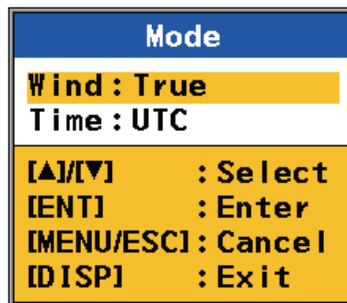 Mode
Wind:True
Time:UTC
[▲]/[▼] :Select
[ENT] :Enter
[MENU/ESC]:Cancel
[DISP] :Exit